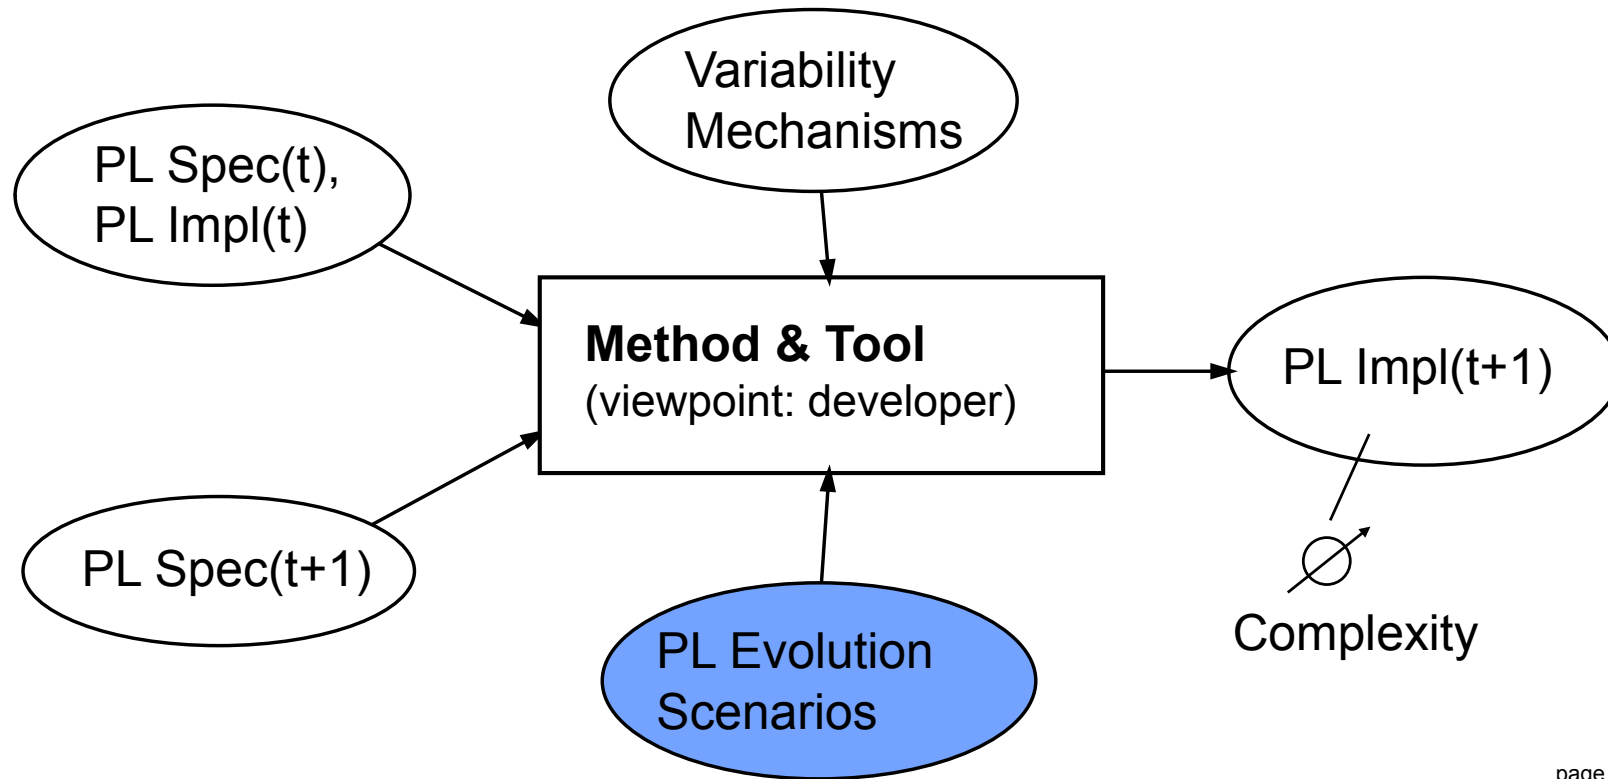 Variability
Mechanisms
PL Spec(t),
PL Impl(t)
Method & Tool
(viewpoint: developer)
PL Impl(t+1)
PL Spec(t+1)
Complexity
PL Evolution
Scenarios
page